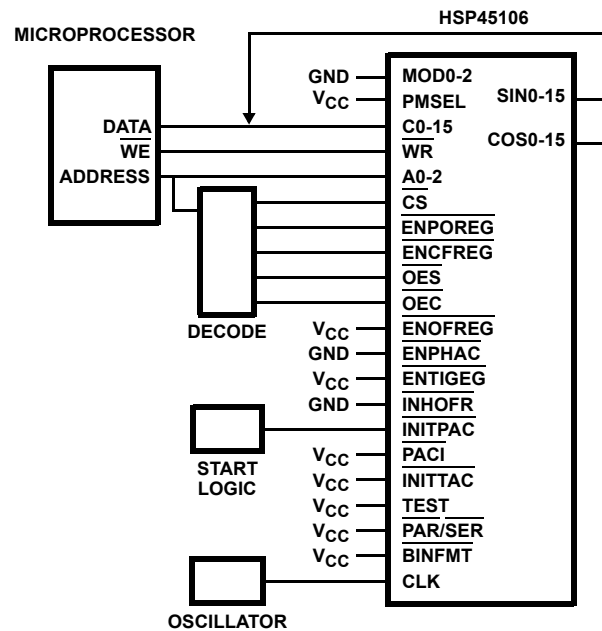 HSP45106
MICROPROCESSOR
DATA
WE
ADDRESS
DECODE
START
LOGIC
OSCILLATOR
GND
VCC
VCC
GND
VCC
GND
VCC
VCC
VCC
VCC
VCC
MOD0-2
PMSEL
C0-15
WR
A0-2
CS
ENPOREG
ENCFREG
OES
OEC
ENOFREG
ENPHAC
ENTIGEG
INHOFR
INITPAC
PACI
INITTAC
TEST
PAR/SER
BINFMT
CLK
SIN0-15
COS0-15